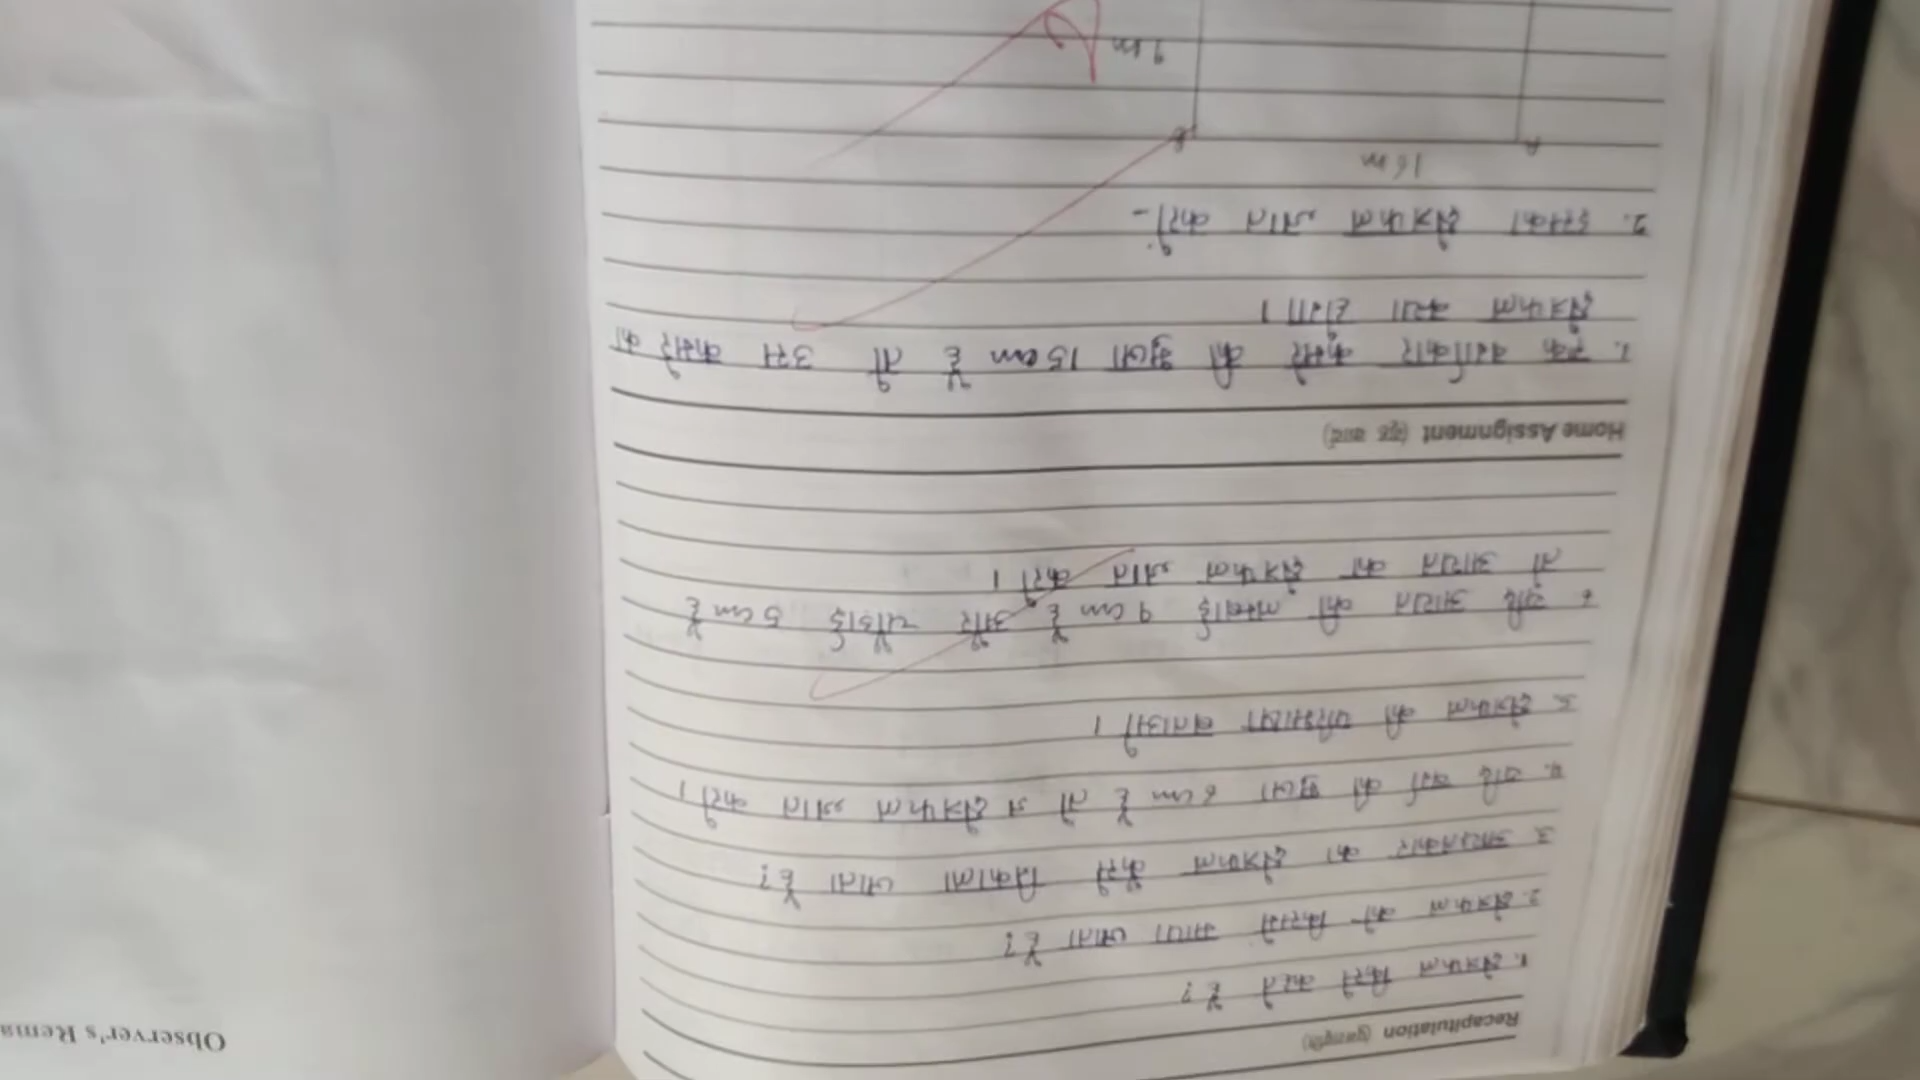 Recapitulation (पुनरावृत्ति)
1. क्षेत्रफल किसे कहते है?
2. क्षेत्रफल को किससे मापा जाता है?
3. आयताकार का क्षेत्रफल कैसे निकाला जाता है?
4. यदि वर्ग की भुजा 6 cm है तो क्षेत्रफल ज्ञात करो।
5. क्षेत्रफल की परिभाषा बताओ।
6 यदि आयत की लम्बाई 9 cm है और चौड़ाई 5 cm है
तो आयत का क्षेत्रफल ज्ञात करो।
Home Assignment (गृह कार्य)
1. एक वर्गाकार कमरे की भुजा 15 cm है तो उस कमरे का
क्षेत्रफल क्या होगा।
2. इसका क्षेत्रफल ज्ञात करो -
16 m
A B
9 m
Observer's Rema